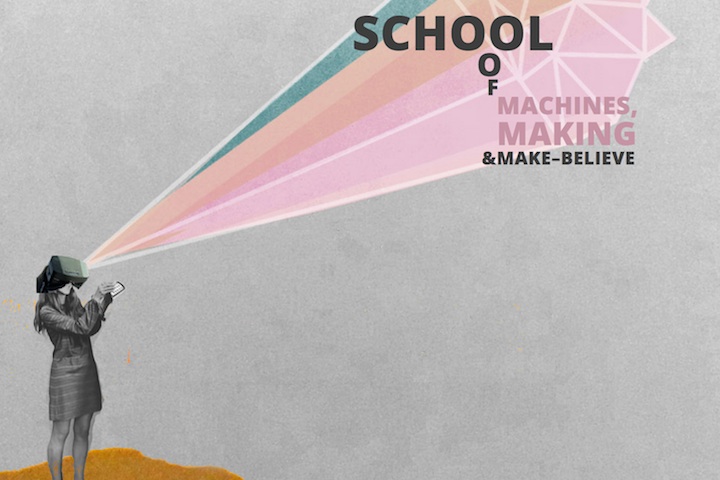 SCHOOL
O
F
MACHINES,
MAKING
&MAKE–BELIEVE